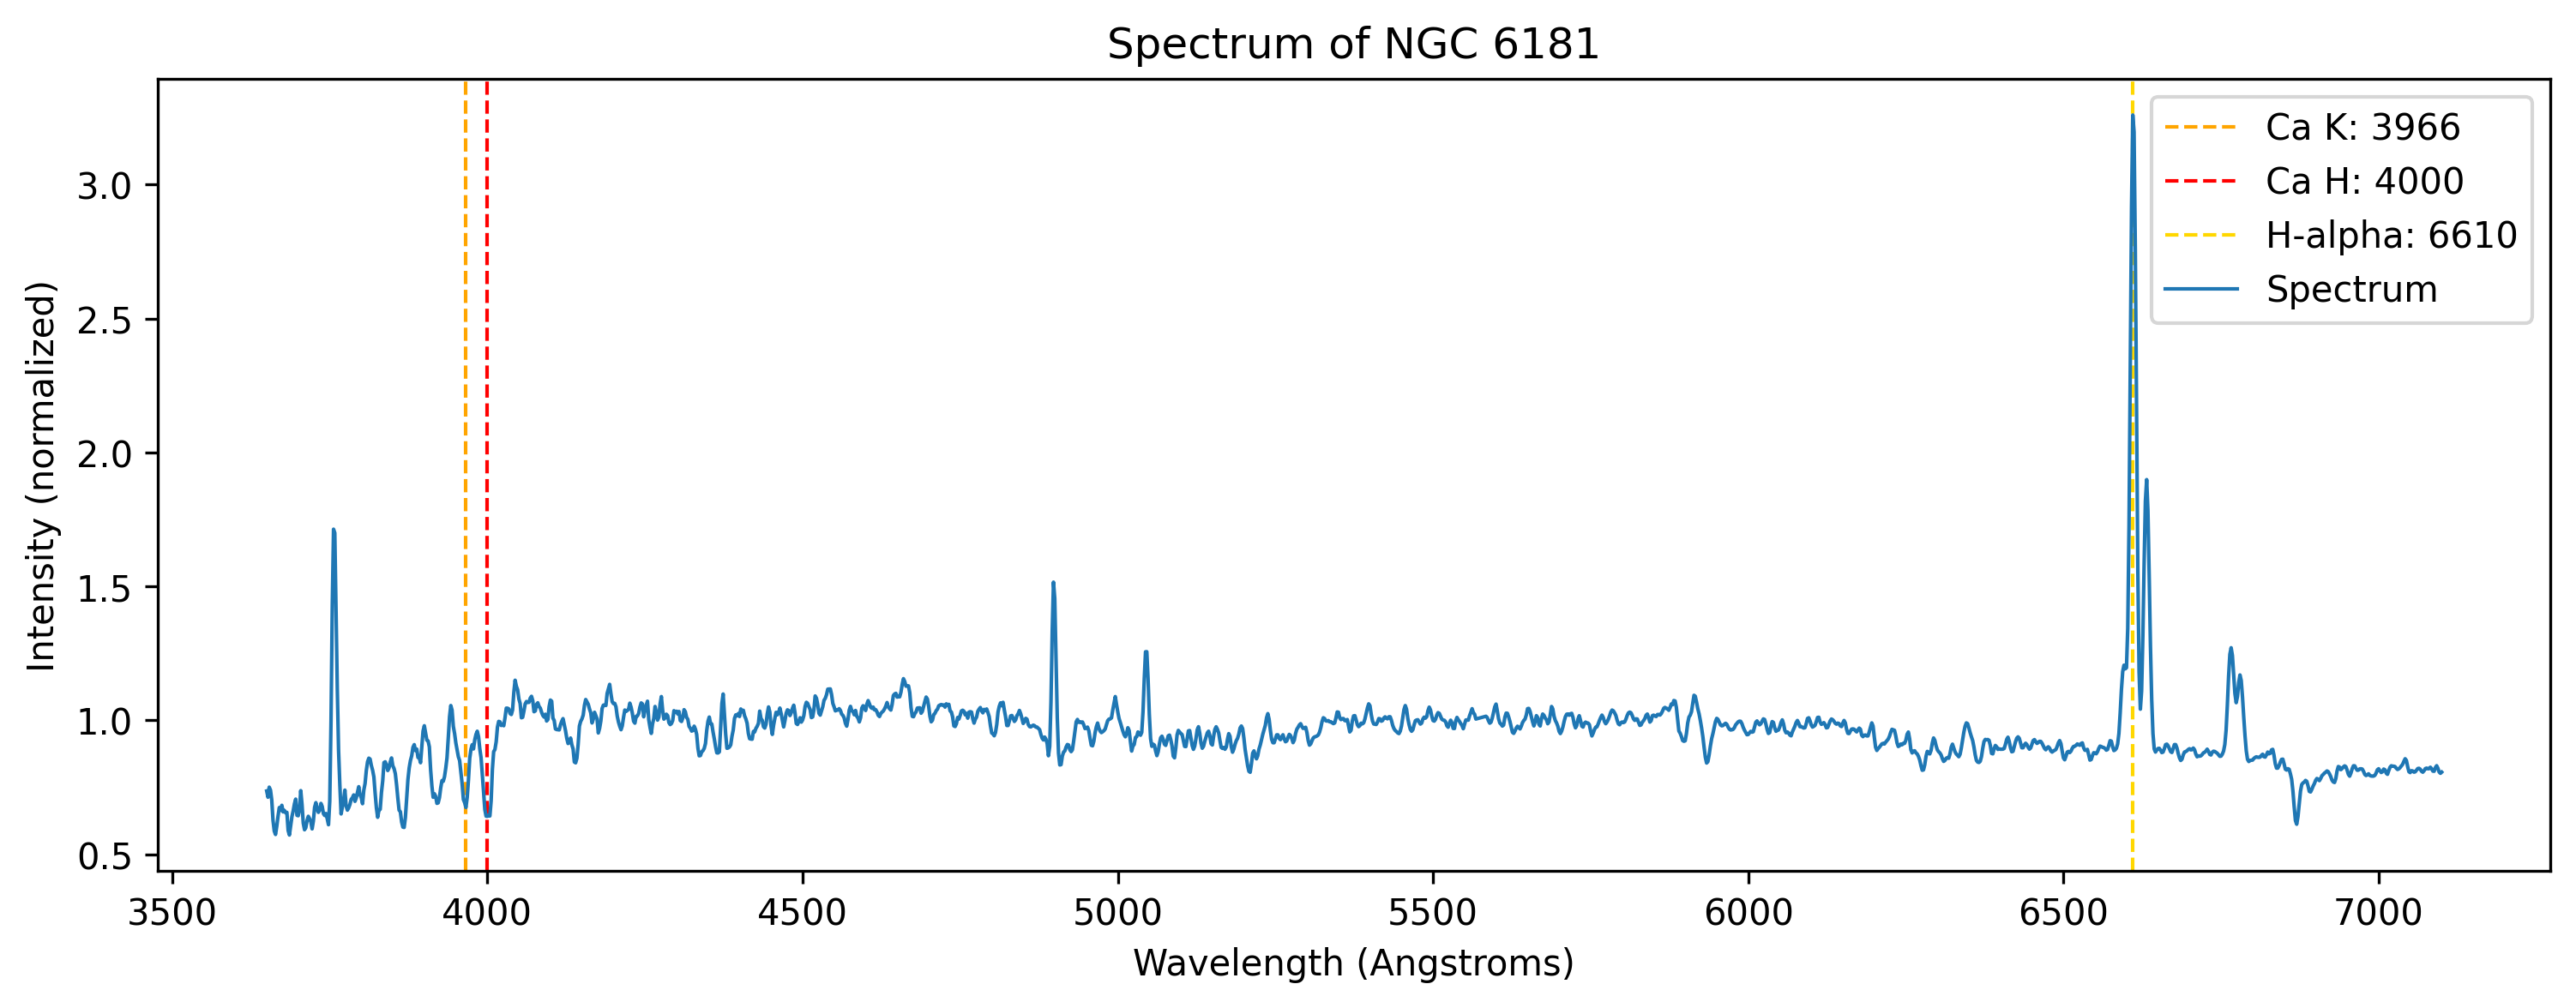 Spectrum of NGC 6181
Ca K: 3966
Ca H: 4000
H-alpha: 6610
Spectrum
Intensity (normalized)
3.0
2.5
2.0
1.5
1.0
0.5
3500 4000 4500 5000 5500 6000 6500 7000
Wavelength (Angstroms)